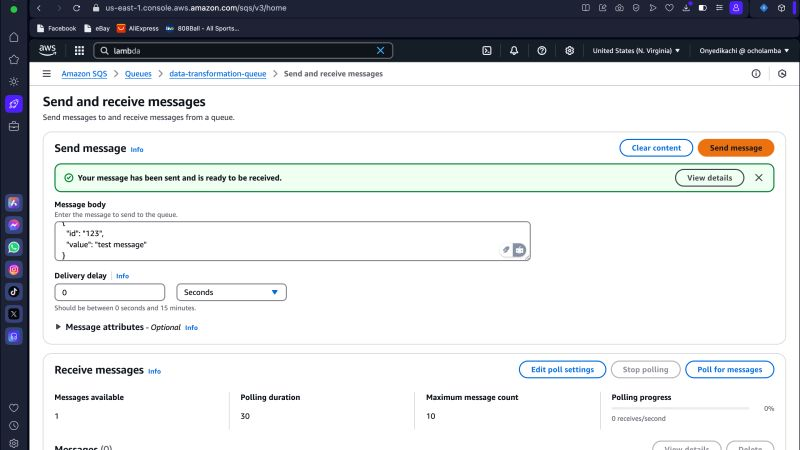 us-east-1.console.aws.amazon.com/sqs/v3/home
Facebook eBay AliExpress 808Ball - All Sports...
aws lambda United States (N. Virginia) Onyedikachi @ ocholamba
Amazon SQS > Queues > data-transformation-queue > Send and receive messages
Send and receive messages
Send messages to and receive messages from a queue.
Send message Info Clear content Send message
Your message has been sent and is ready to be received. View details
Message body
Enter the message to send to the queue.
{
"id": "123",
"value": "test message"
}
Delivery delay Info
0 Seconds
Should be between 0 seconds and 15 minutes.
Message attributes - Optional Info
Receive messages Info Edit poll settings Stop polling Poll for messages
Messages available Polling duration Maximum message count Polling progress
1 30 10 0%
0 receives/second
Messages (0) View details Delete